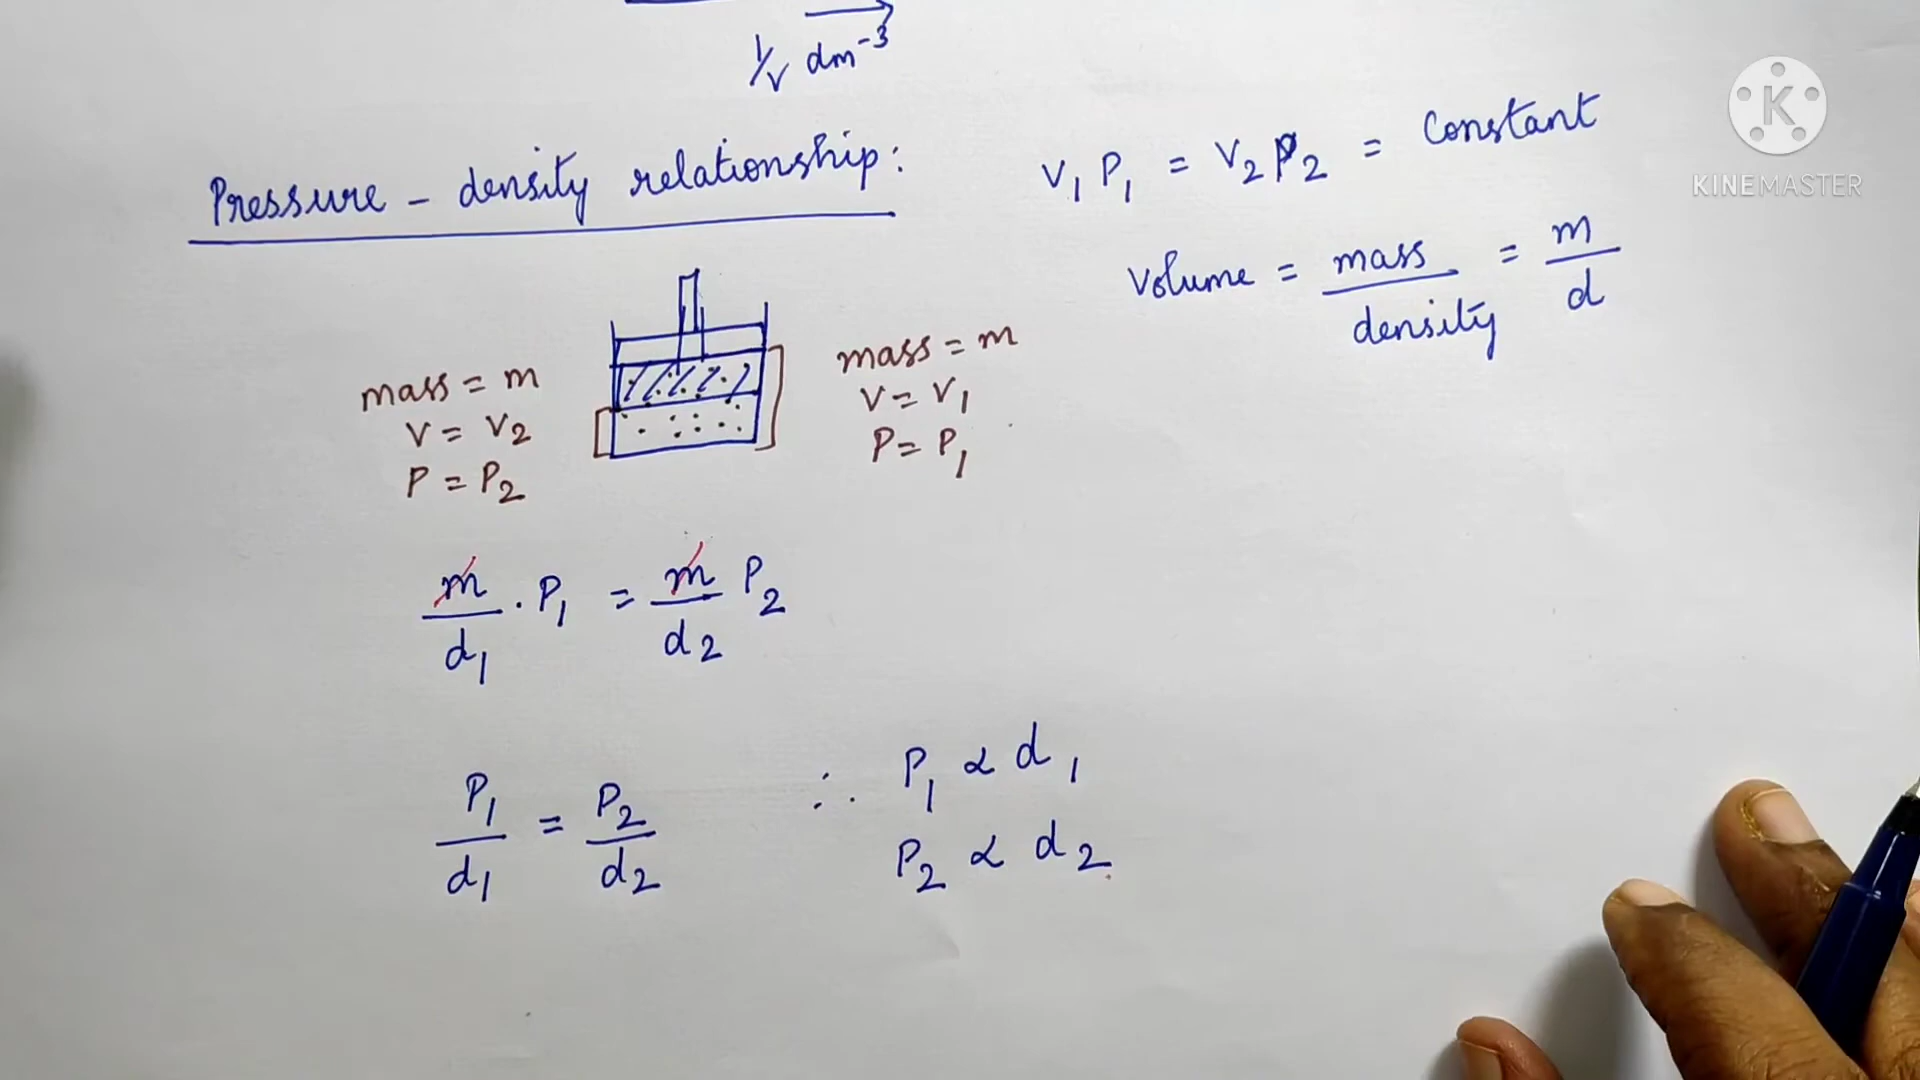 1/V dm⁻³
Pressure - density relationship:
V₁ P₁ = V₂ P₂ = Constant
Volume = mass/density = m/d
mass = m
V = V₂
P = P₂
mass = m
V = V₁
P = P₁
m/d₁ · P₁ = m/d₂ P₂
P₁/d₁ = P₂/d₂
∴ P₁ ∝ d₁
P₂ ∝ d₂
K
KINEMASTER